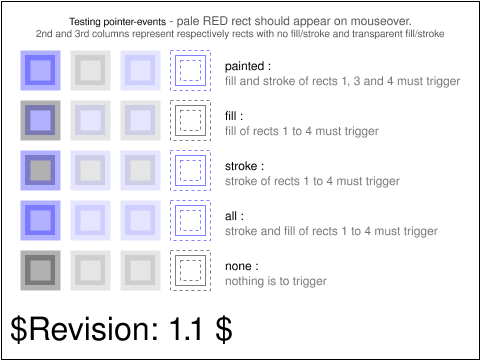 Testing pointer-events - pale RED rect should appear on mouseover.
2nd and 3rd columns represent respectively rects with no fill/stroke and transparent fill/stroke
painted :
fill and stroke of rects 1, 3 and 4 must trigger
fill :
fill of rects 1 to 4 must trigger
stroke :
stroke of rects 1 to 4 must trigger
all :
stroke and fill of rects 1 to 4 must trigger
none :
nothing is to trigger
$Revision: 1.1 $